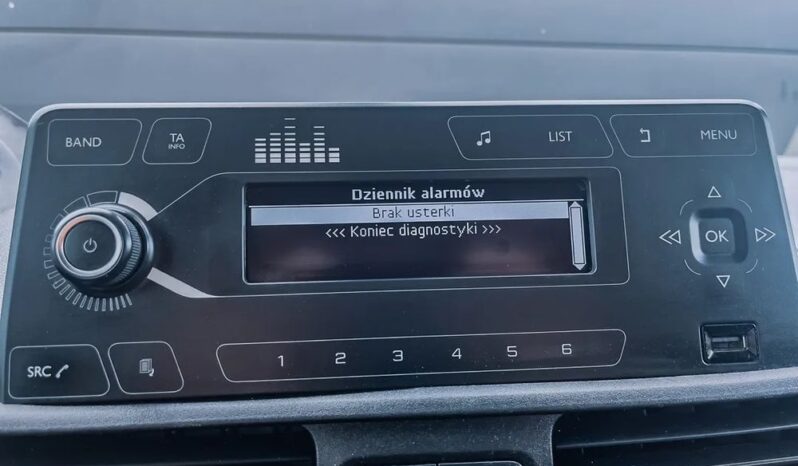 BAND
TA
INFO
LIST
MENU
Dziennik alarmów
Brak usterki
<<< Koniec diagnostyki >>>
OK
SRC
1 2 3 4 5 6